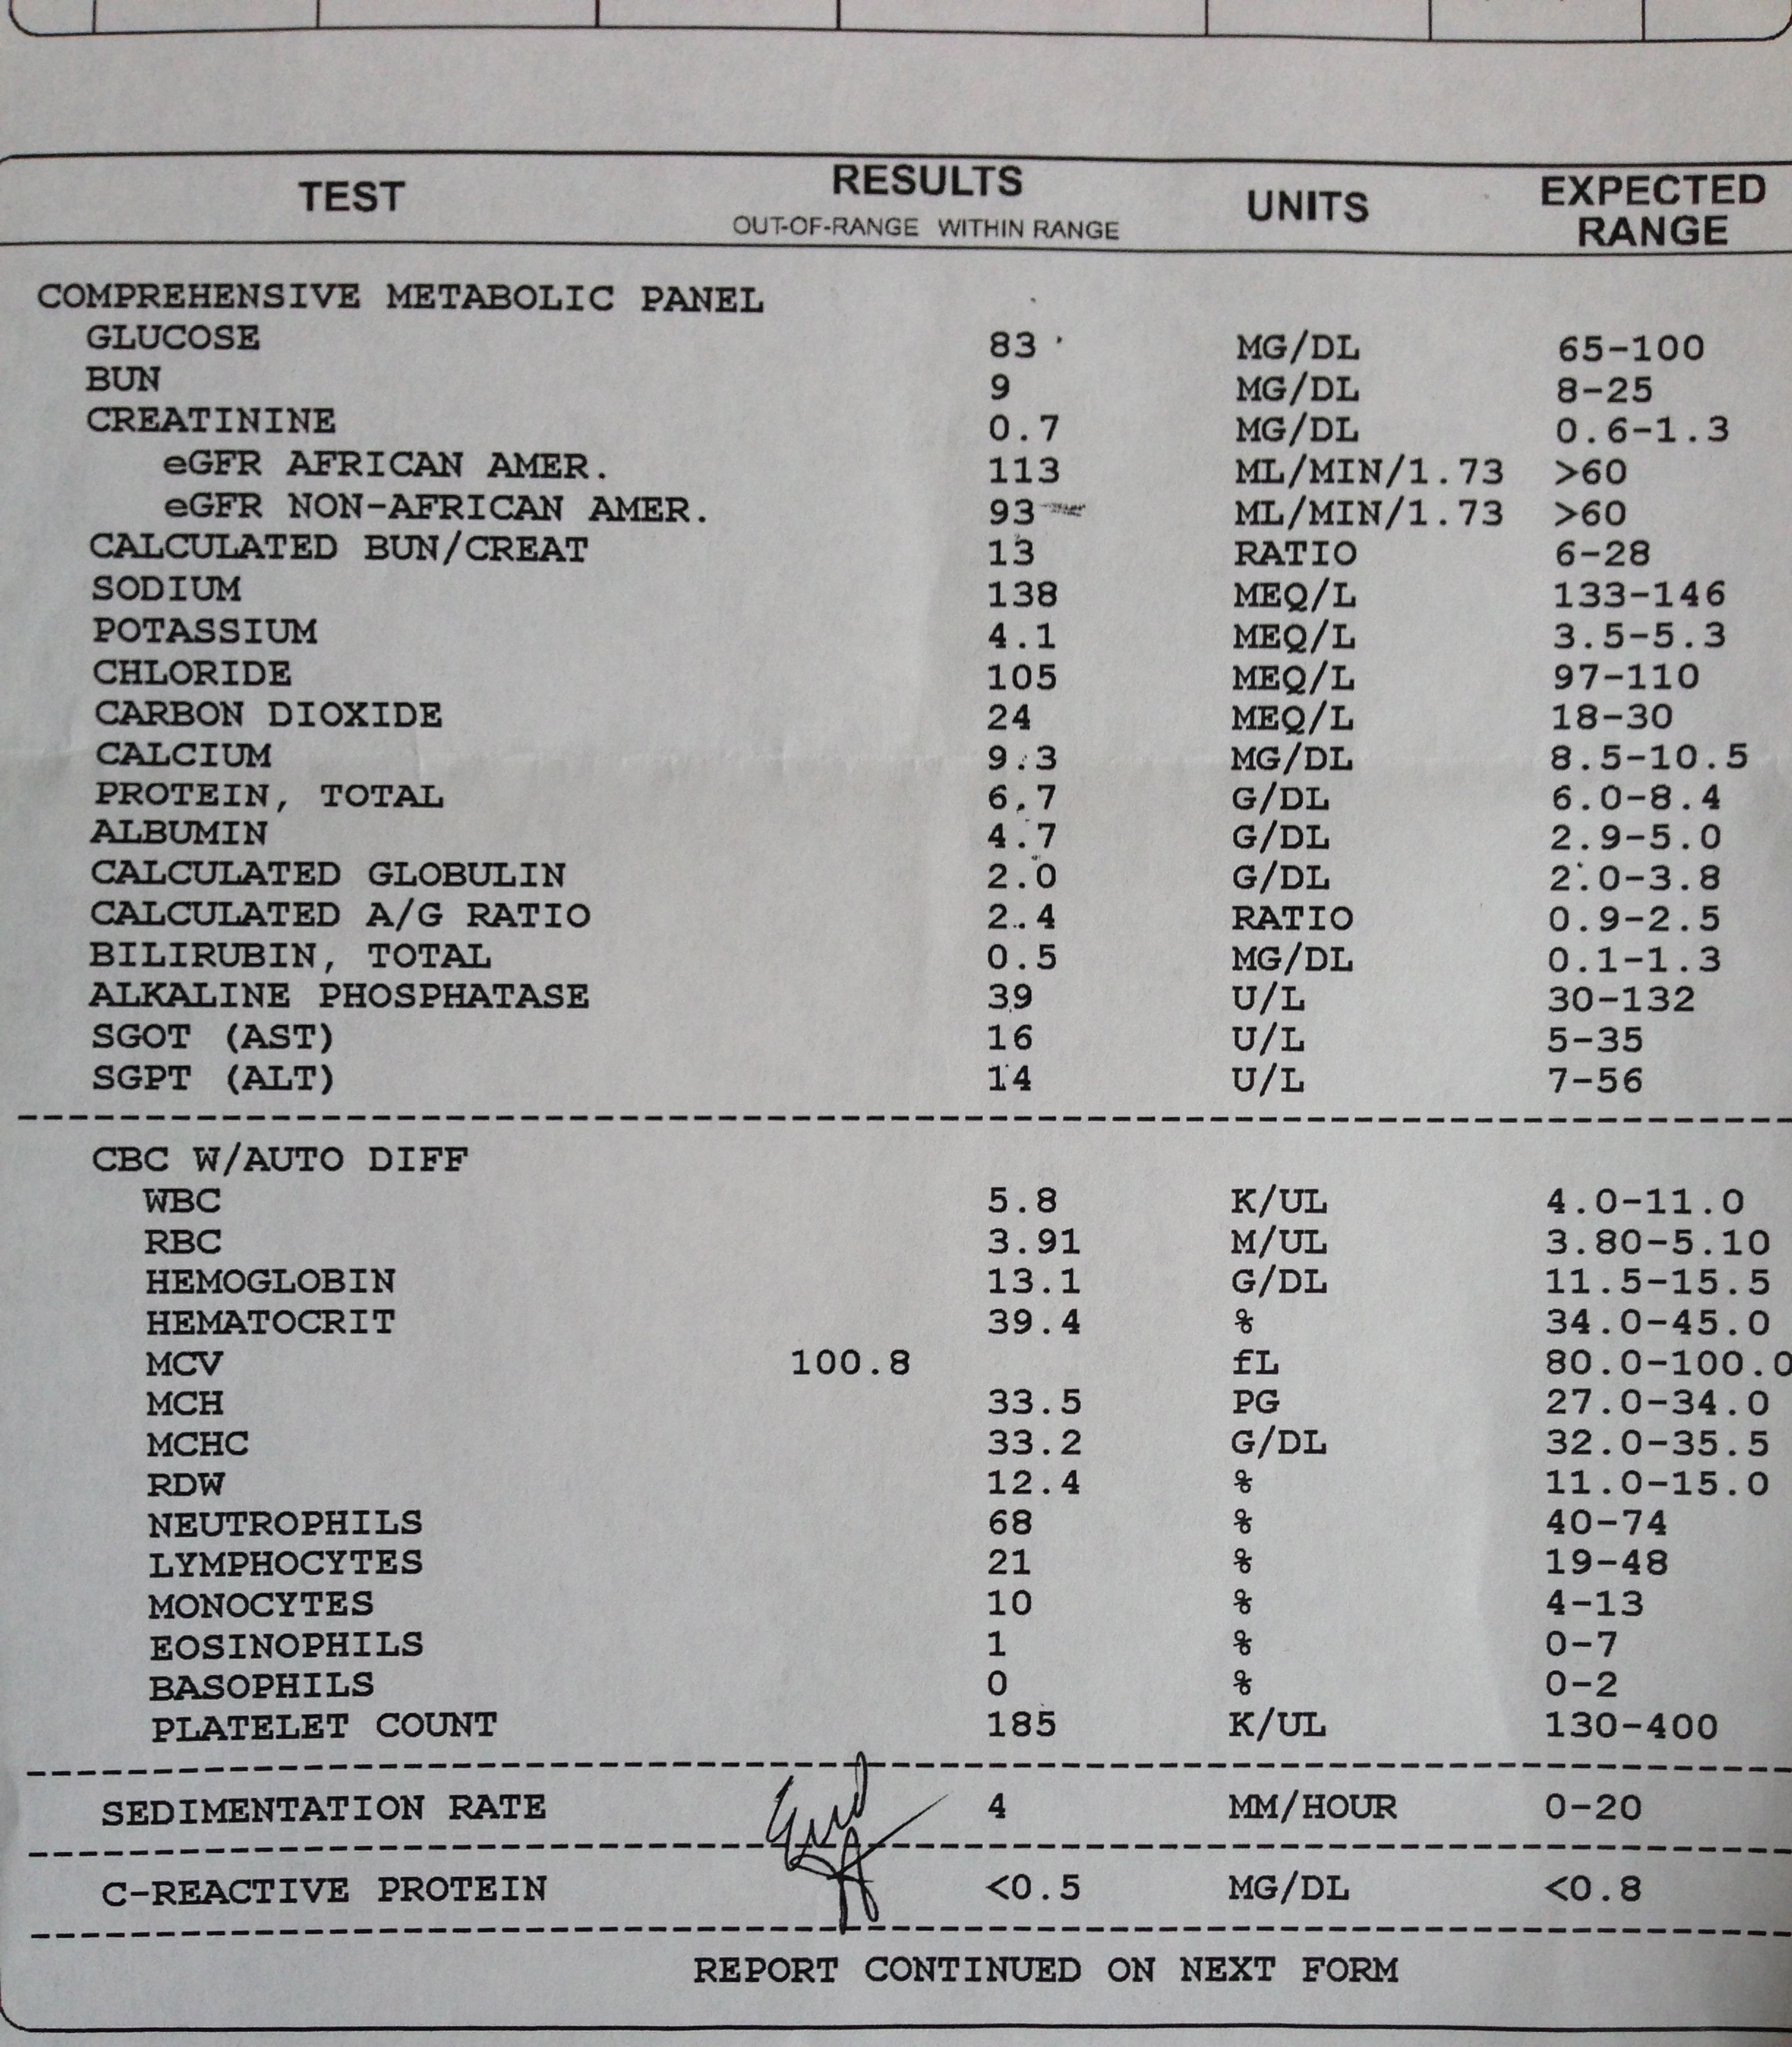 TEST RESULTS UNITS EXPECTED
OUT-OF-RANGE WITHIN RANGE RANGE
COMPREHENSIVE METABOLIC PANEL
GLUCOSE 83 MG/DL 65-100
BUN 9 MG/DL 8-25
CREATININE 0.7 MG/DL 0.6-1.3
eGFR AFRICAN AMER. 113 ML/MIN/1.73 >60
eGFR NON-AFRICAN AMER. 93 ML/MIN/1.73 >60
CALCULATED BUN/CREAT 13 RATIO 6-28
SODIUM 138 MEQ/L 133-146
POTASSIUM 4.1 MEQ/L 3.5-5.3
CHLORIDE 105 MEQ/L 97-110
CARBON DIOXIDE 24 MEQ/L 18-30
CALCIUM 9.3 MG/DL 8.5-10.5
PROTEIN, TOTAL 6.7 G/DL 6.0-8.4
ALBUMIN 4.7 G/DL 2.9-5.0
CALCULATED GLOBULIN 2.0 G/DL 2.0-3.8
CALCULATED A/G RATIO 2.4 RATIO 0.9-2.5
BILIRUBIN, TOTAL 0.5 MG/DL 0.1-1.3
ALKALINE PHOSPHATASE 39 U/L 30-132
SGOT (AST) 16 U/L 5-35
SGPT (ALT) 14 U/L 7-56
CBC W/AUTO DIFF
WBC 5.8 K/UL 4.0-11.0
RBC 3.91 M/UL 3.80-5.10
HEMOGLOBIN 13.1 G/DL 11.5-15.5
HEMATOCRIT 39.4 % 34.0-45.0
MCV 100.8 fL 80.0-100.0
MCH 33.5 PG 27.0-34.0
MCHC 33.2 G/DL 32.0-35.5
RDW 12.4 % 11.0-15.0
NEUTROPHILS 68 % 40-74
LYMPHOCYTES 21 % 19-48
MONOCYTES 10 % 4-13
EOSINOPHILS 1 % 0-7
BASOPHILS 0 % 0-2
PLATELET COUNT 185 K/UL 130-400
SEDIMENTATION RATE 4 MM/HOUR 0-20
C-REACTIVE PROTEIN <0.5 MG/DL <0.8
REPORT CONTINUED ON NEXT FORM